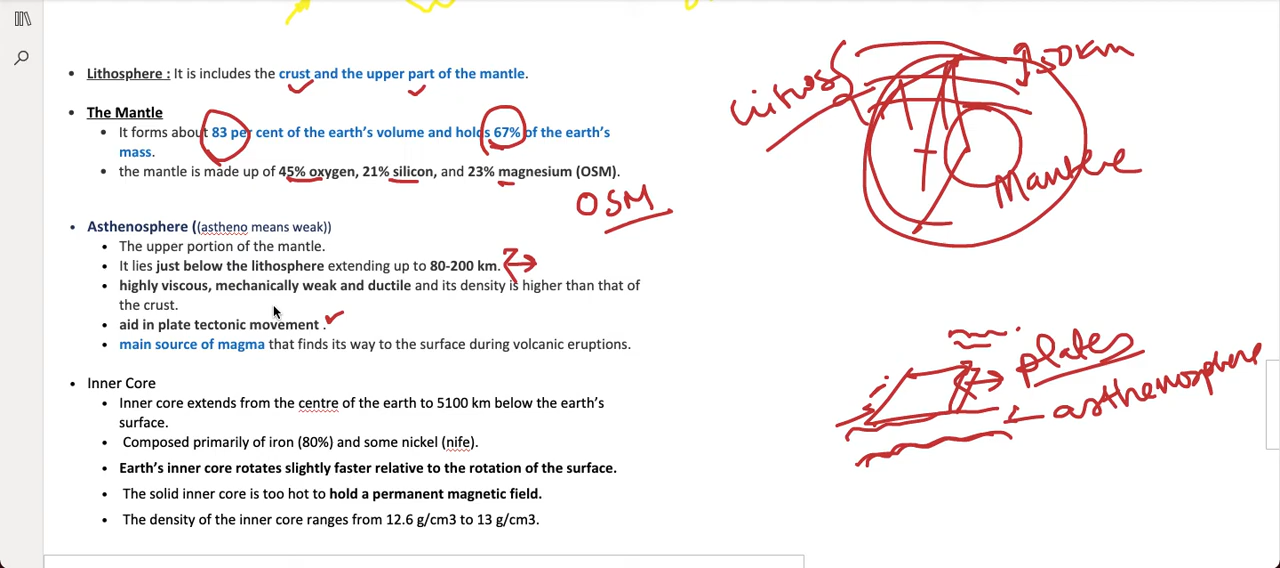 • Lithosphere : It is includes the crust and the upper part of the mantle.
• The Mantle
• It forms about 83 per cent of the earth's volume and holds 67% of the earth's
mass.
• the mantle is made up of 45% oxygen, 21% silicon, and 23% magnesium (OSM).
OSM
• Asthenosphere ((astheno means weak))
• The upper portion of the mantle.
• It lies just below the lithosphere extending up to 80-200 km.
• highly viscous, mechanically weak and ductile and its density is higher than that of
the crust.
• aid in plate tectonic movement .
• main source of magma that finds its way to the surface during volcanic eruptions.
• Inner Core
• Inner core extends from the centre of the earth to 5100 km below the earth's
surface.
• Composed primarily of iron (80%) and some nickel (nife).
• Earth's inner core rotates slightly faster relative to the rotation of the surface.
• The solid inner core is too hot to hold a permanent magnetic field.
• The density of the inner core ranges from 12.6 g/cm3 to 13 g/cm3.
50km
Mantle
plates
asthenosphere